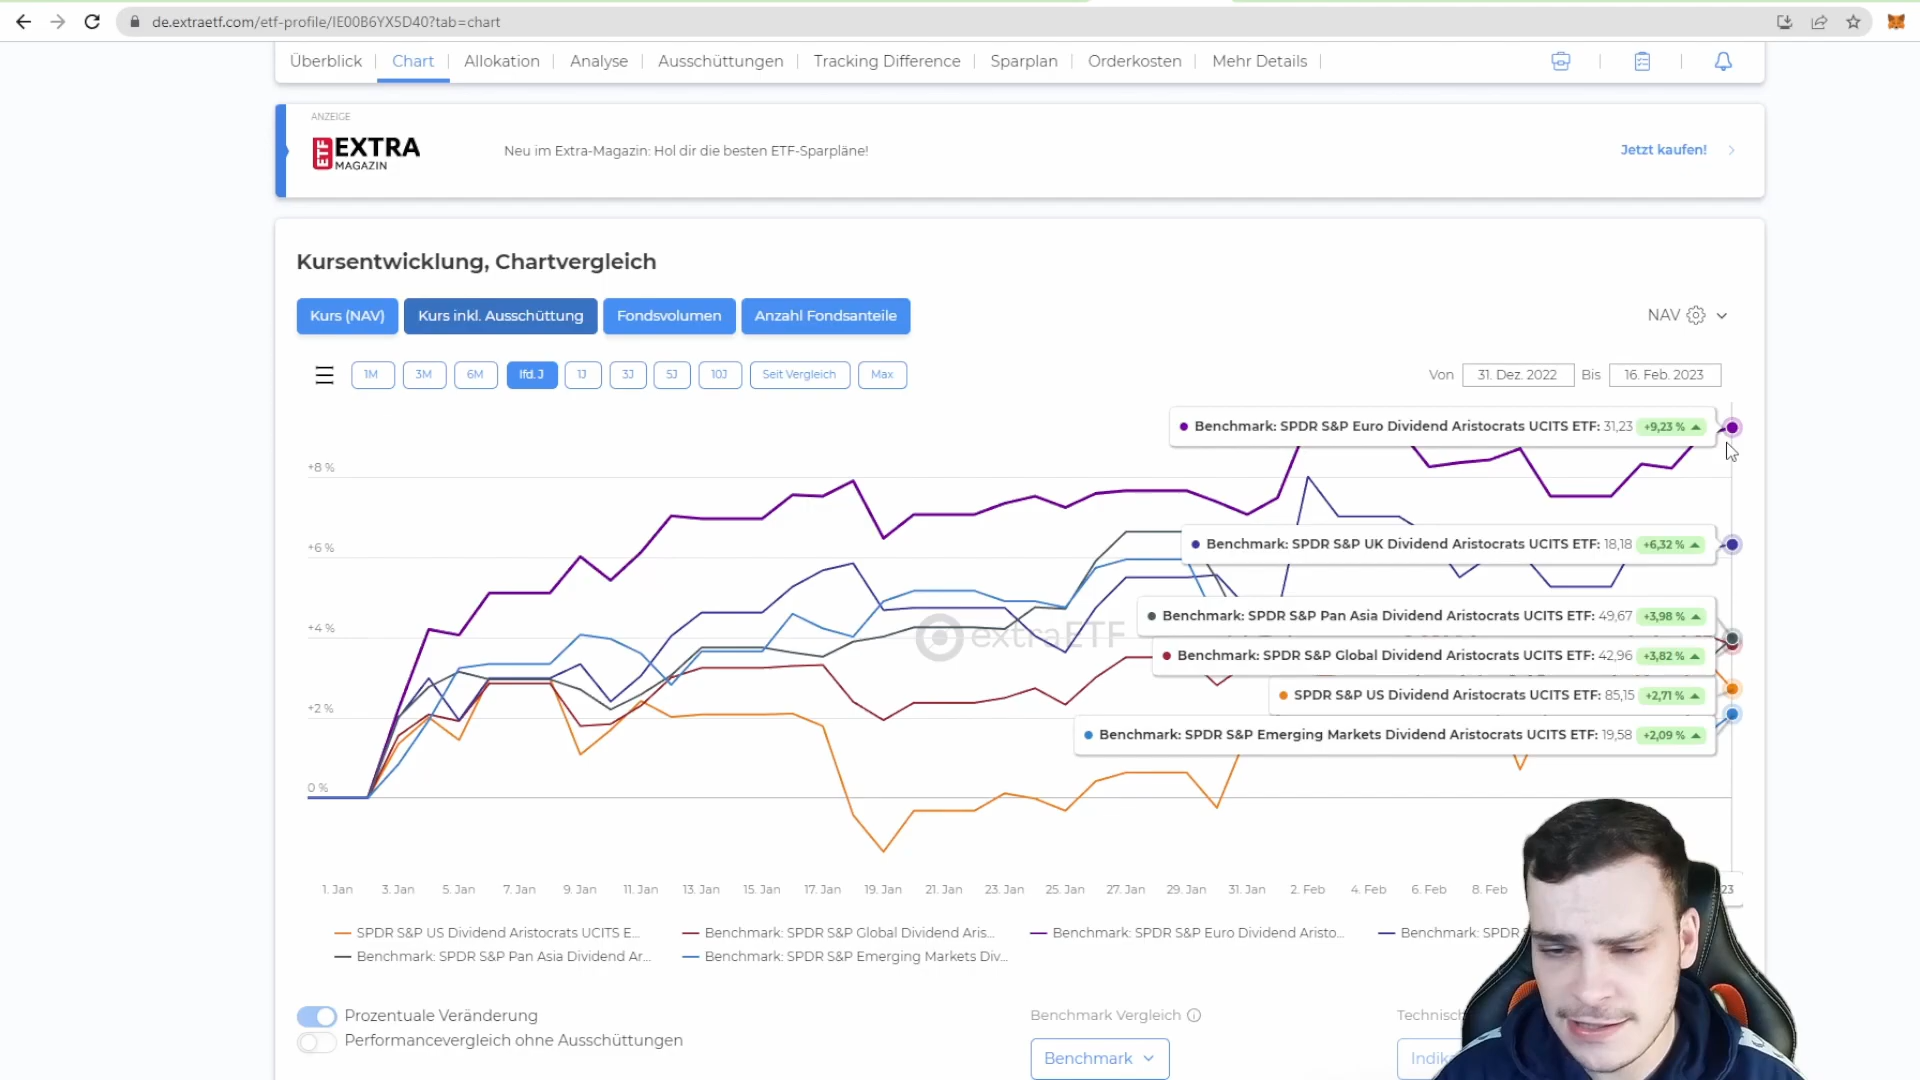 de.extraetf.com/etf-profile/IE00B6YX5D40?tab=chart
Überblick | Chart | Allokation | Analyse | Ausschüttungen | Tracking Difference | Sparplan | Orderkosten | Mehr Details |
ANZEIGE
ETF EXTRA MAGAZIN
Neu im Extra-Magazin: Hol dir die besten ETF-Sparpläne!
Jetzt kaufen!
Kursentwicklung, Chartvergleich
Kurs (NAV) Kurs inkl. Ausschüttung Fondsvolumen Anzahl Fondsanteile
NAV
1M 3M 6M lfd. J 1J 3J 5J 10J Seit Vergleich Max
Von 31. Dez. 2022 Bis 16. Feb. 2023
Benchmark: SPDR S&P Euro Dividend Aristocrats UCITS ETF: 31,23 +9,23 %
+8 %
+6 %
Benchmark: SPDR S&P UK Dividend Aristocrats UCITS ETF: 18,18 +6,32 %
Benchmark: SPDR S&P Pan Asia Dividend Aristocrats UCITS ETF: 49,67 +3,98 %
+4 %
extraETF
Benchmark: SPDR S&P Global Dividend Aristocrats UCITS ETF: 42,96 +3,82 %
SPDR S&P US Dividend Aristocrats UCITS ETF: 85,15 +2,71 %
+2 %
Benchmark: SPDR S&P Emerging Markets Dividend Aristocrats UCITS ETF: 19,58 +2,09 %
0 %
1. Jan 3. Jan 5. Jan 7. Jan 9. Jan 11. Jan 13. Jan 15. Jan 17. Jan 19. Jan 21. Jan 23. Jan 25. Jan 27. Jan 29. Jan 31. Jan 2. Feb 4. Feb 6. Feb 8. Feb 23
SPDR S&P US Dividend Aristocrats UCITS E... Benchmark: SPDR S&P Global Dividend Aris... Benchmark: SPDR S&P Euro Dividend Aristo... Benchmark: SPDR
Benchmark: SPDR S&P Pan Asia Dividend Ar... Benchmark: SPDR S&P Emerging Markets Div...
Prozentuale Veränderung
Performancevergleich ohne Ausschüttungen
Benchmark Vergleich
Benchmark